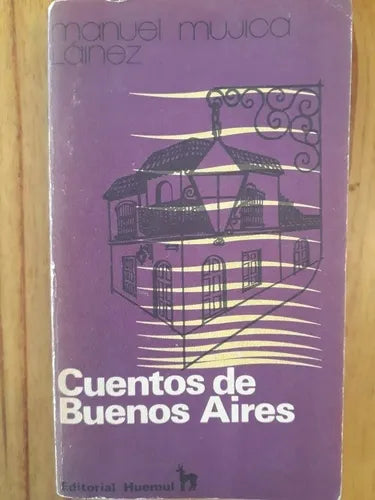 manuel mujica
láinez
Cuentos de
Buenos Aires
Editorial Huemul